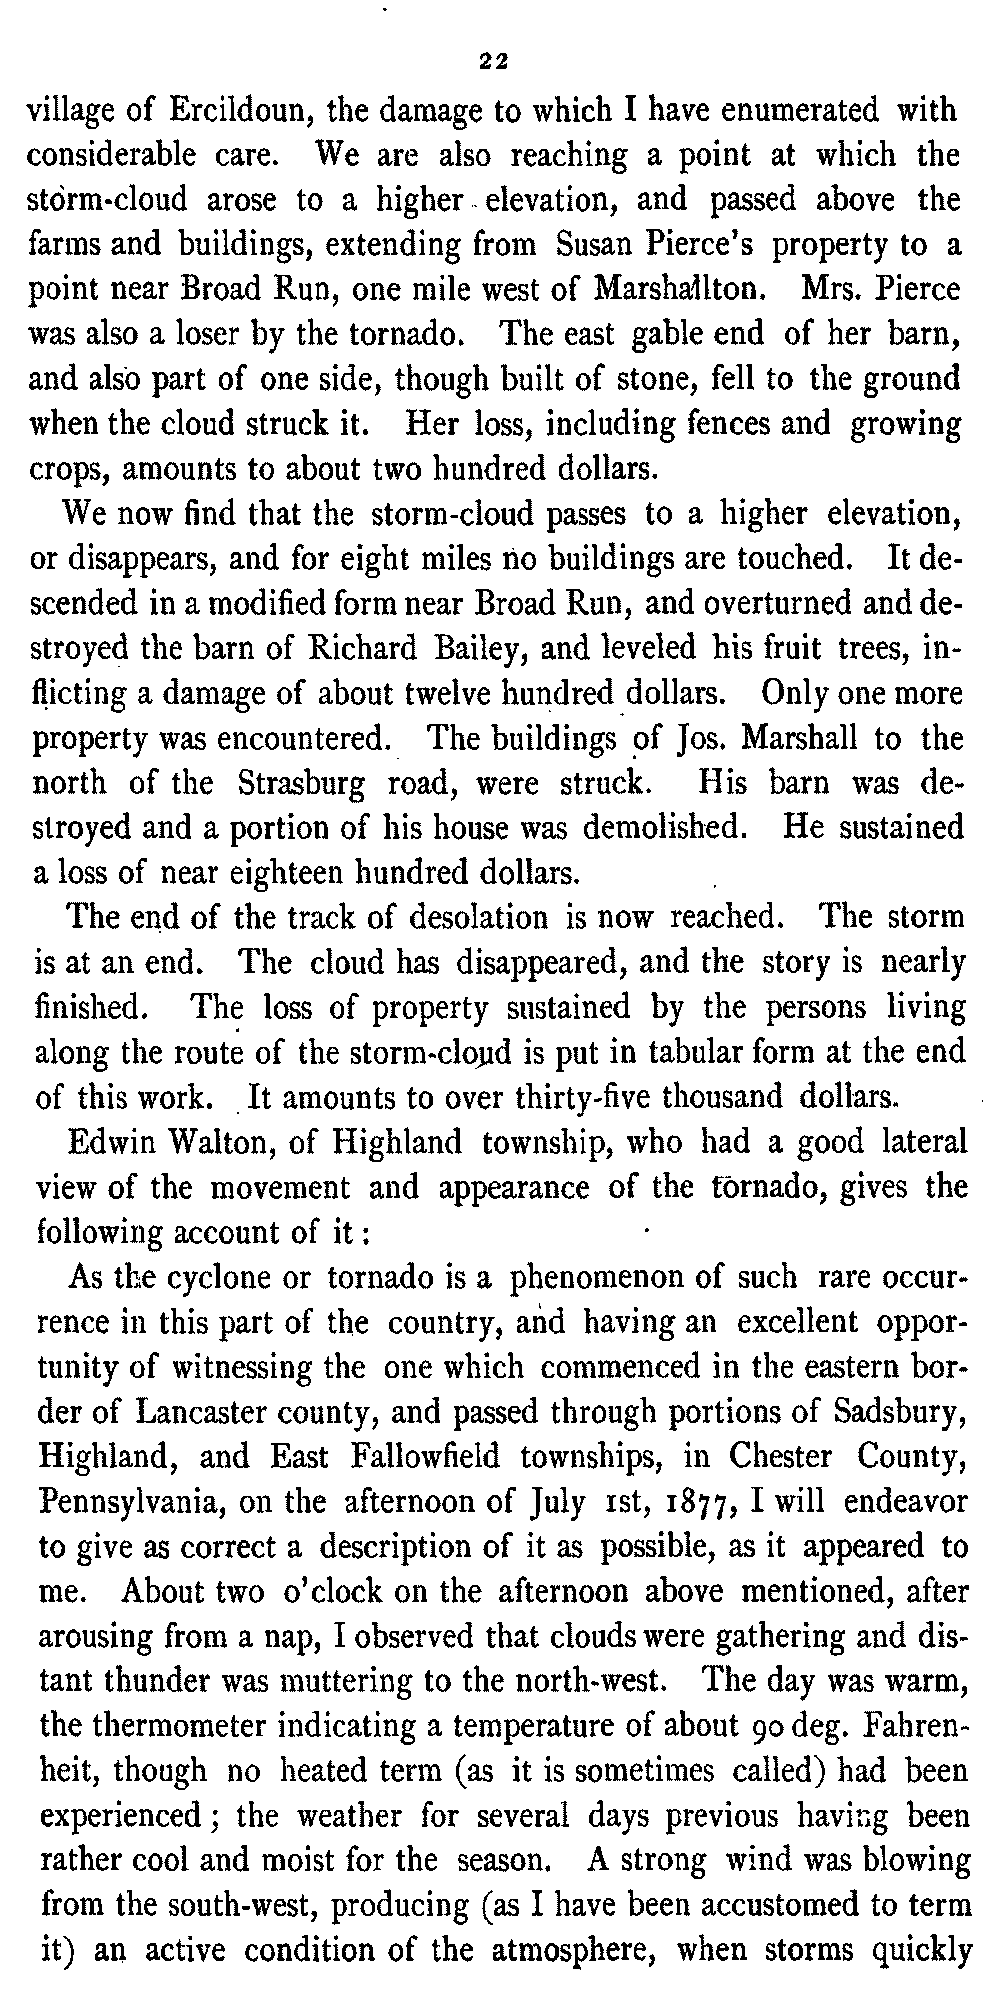 22
village of Ercildoun, the damage to which I have enumerated with
considerable care. We are also reaching a point at which the
storm-cloud arose to a higher elevation, and passed above the
farms and buildings, extending from Susan Pierce's property to a
point near Broad Run, one mile west of Marshallton. Mrs. Pierce
was also a loser by the tornado. The east gable end of her barn,
and also part of one side, though built of stone, fell to the ground
when the cloud struck it. Her loss, including fences and growing
crops, amounts to about two hundred dollars.
We now find that the storm-cloud passes to a higher elevation,
or disappears, and for eight miles no buildings are touched. It de-
scended in a modified form near Broad Run, and overturned and de-
stroyed the barn of Richard Bailey, and leveled his fruit trees, in-
flicting a damage of about twelve hundred dollars. Only one more
property was encountered. The buildings of Jos. Marshall to the
north of the Strasburg road, were struck. His barn was de-
stroyed and a portion of his house was demolished. He sustained
a loss of near eighteen hundred dollars.
The end of the track of desolation is now reached. The storm
is at an end. The cloud has disappeared, and the story is nearly
finished. The loss of property sustained by the persons living
along the route of the storm-cloud is put in tabular form at the end
of this work. It amounts to over thirty-five thousand dollars.
Edwin Walton, of Highland township, who had a good lateral
view of the movement and appearance of the tornado, gives the
following account of it :
As the cyclone or tornado is a phenomenon of such rare occur-
rence in this part of the country, and having an excellent oppor-
tunity of witnessing the one which commenced in the eastern bor-
der of Lancaster county, and passed through portions of Sadsbury,
Highland, and East Fallowfield townships, in Chester County,
Pennsylvania, on the afternoon of July 1st, 1877, I will endeavor
to give as correct a description of it as possible, as it appeared to
me. About two o'clock on the afternoon above mentioned, after
arousing from a nap, I observed that clouds were gathering and dis-
tant thunder was muttering to the north-west. The day was warm,
the thermometer indicating a temperature of about 90 deg. Fahren-
heit, though no heated term (as it is sometimes called) had been
experienced ; the weather for several days previous having been
rather cool and moist for the season. A strong wind was blowing
from the south-west, producing (as I have been accustomed to term
it) an active condition of the atmosphere, when storms quickly